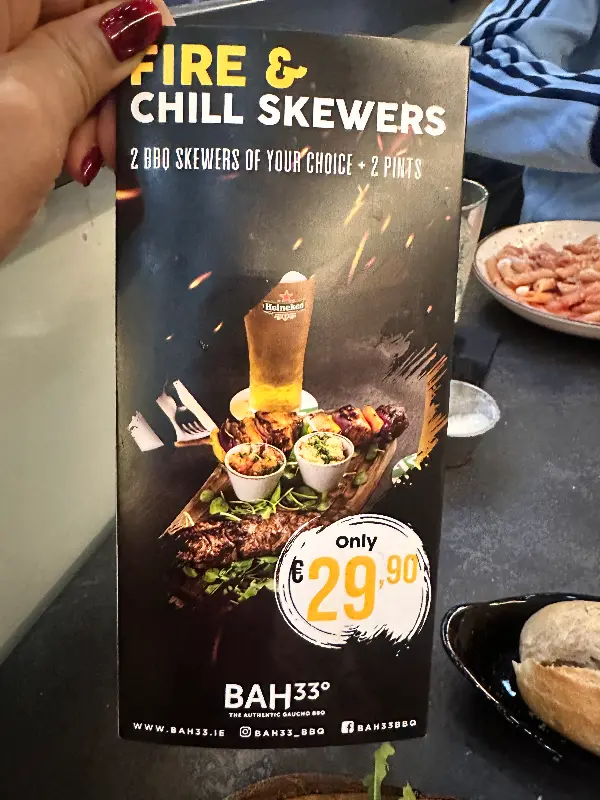 FIRE &
CHILL SKEWERS
2 BBQ SKEWERS OF YOUR CHOICE + 2 PINTS
Heineken
Only
€29,90
BAH33°
THE AUTHENTIC GAUCHO BBQ
WWW.BAH33.IE BAH33_BBQ BAH33BBQ